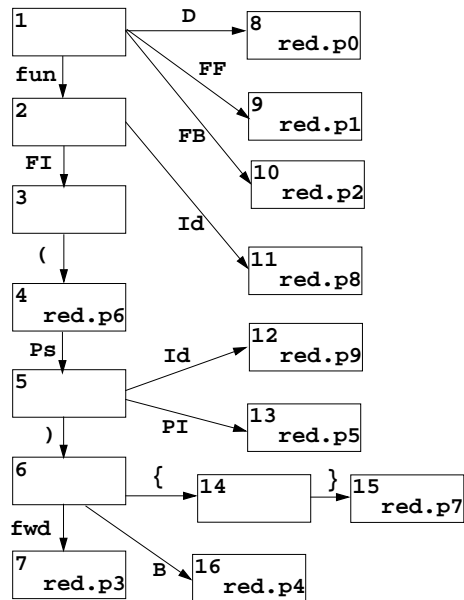 1
D
8
red.p0
fun
FF
9
red.p1
2
FB
FI
10
red.p2
3
Id
(
11
red.p8
4
red.p6
Ps
Id
12
red.p9
5
PI
13
red.p5
)
6
{
14
}
15
red.p7
fwd
B
7
red.p3
16
red.p4